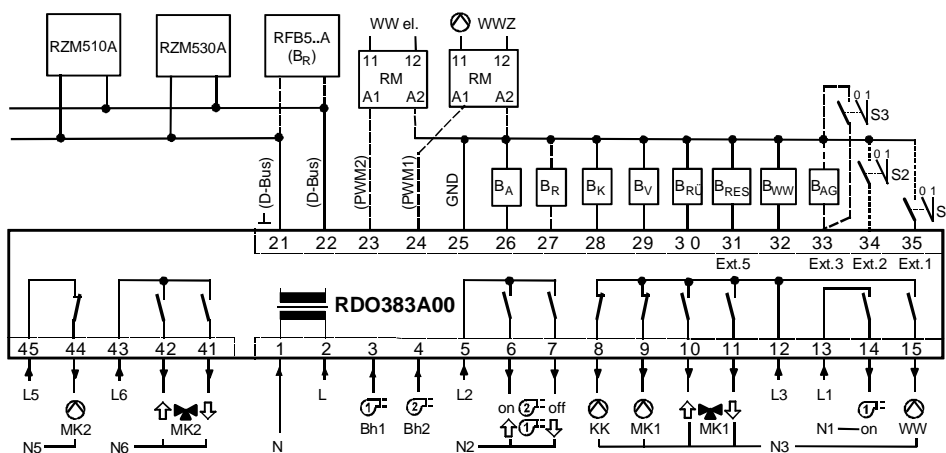 RZM510A RZM530A RFB5..A (BR) WW el. WWZ
11 12 11 12
RM RM
A1 A2 A1 A2
0 1 S3
0 1 S2
0 1 S
(D-Bus) (D-Bus) (PWM2) (PWM1) GND BA BR BK BV BRÜ BRES BWW BAG
21 22 23 24 25 26 27 28 29 3 0 31 32 33 34 35
Ext.5 Ext.3 Ext.2 Ext.1
RDO383A00
45 44 43 42 41 1 2 3 4 5 6 7 8 9 10 11 12 13 14 15
L5 L6 L L2 L3 L1
1 2 on 2 off 1
MK2 MK2 Bh1 Bh2 1 KK MK1 MK1 WW
N5 N6 N N2 N3 N1 on